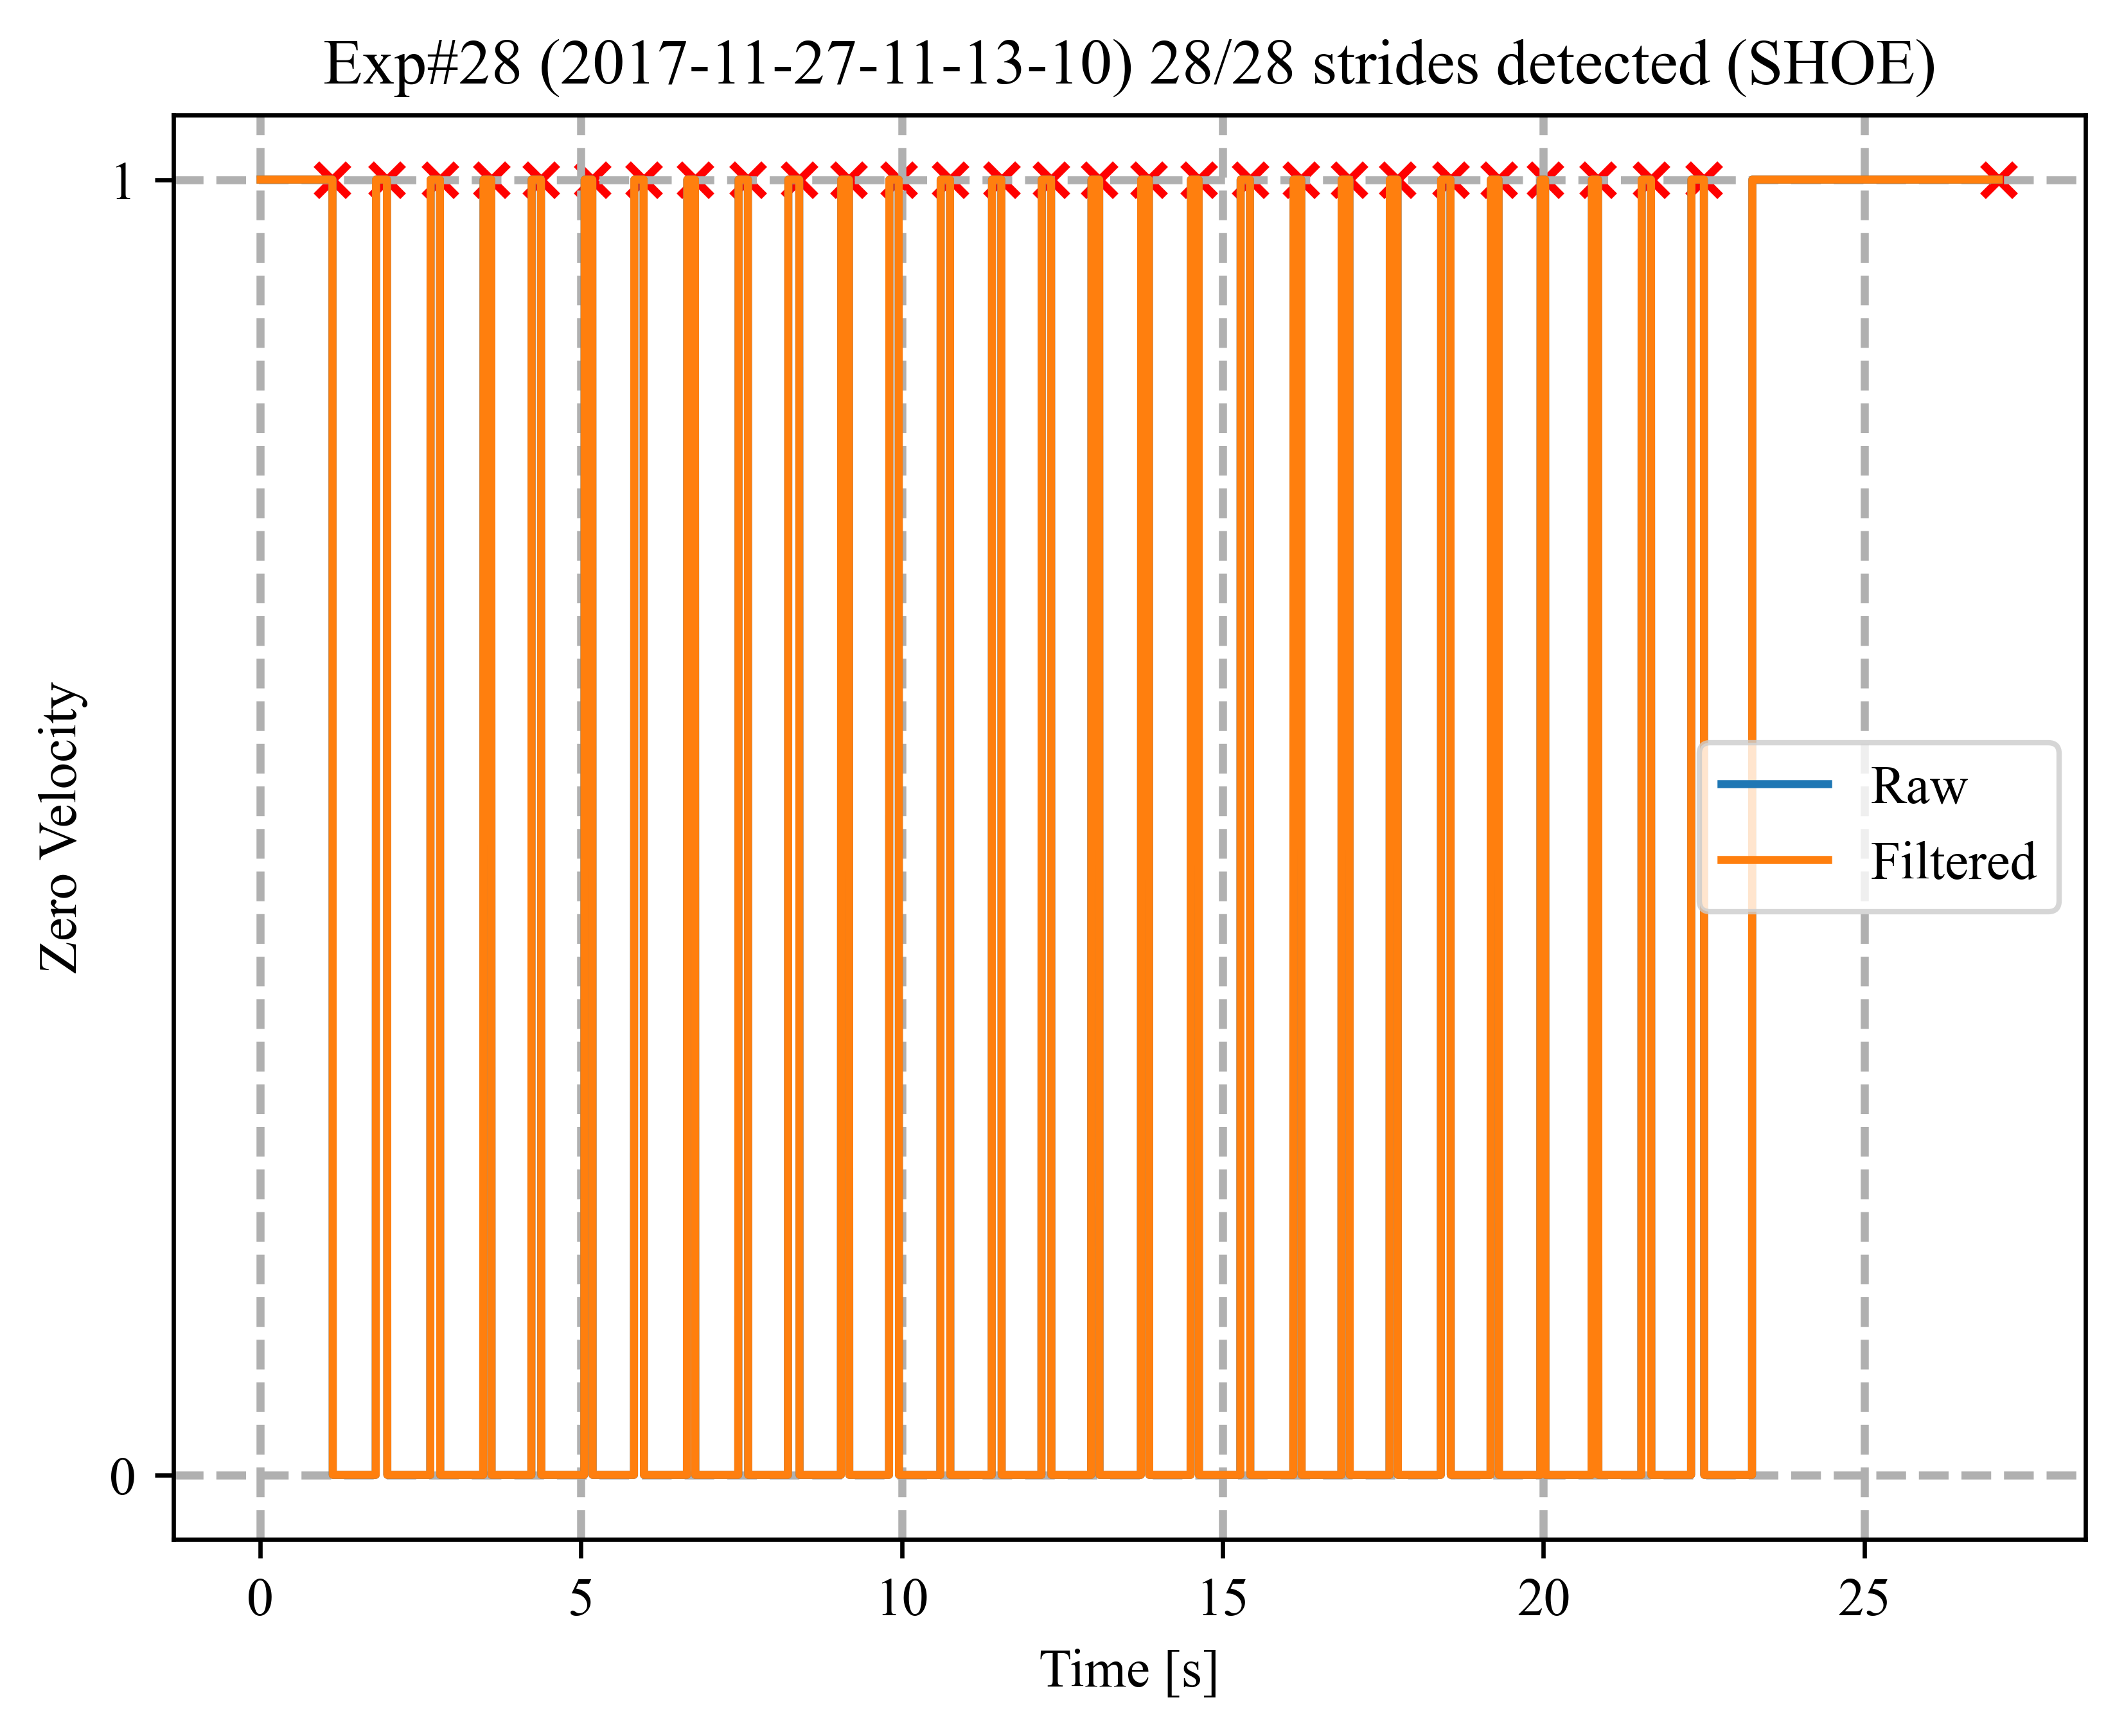 Exp#28 (2017-11-27-11-13-10) 28/28 strides detected (SHOE)
1
0
Zero Velocity
Raw
Filtered
0 5 10 15 20 25
Time [s]